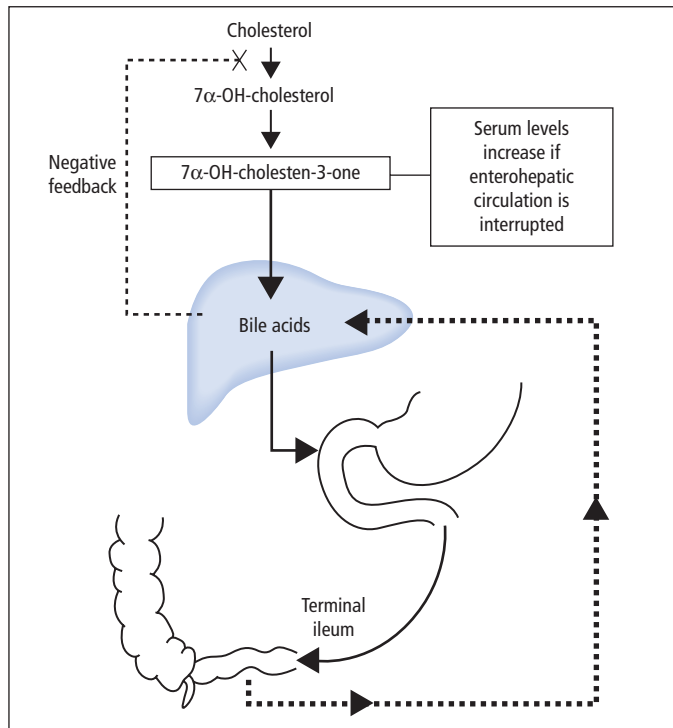 Cholesterol
7α-OH-cholesterol
Negative
feedback
7α-OH-cholesten-3-one
Serum levels
increase if
enterohepatic
circulation is
interrupted
Bile acids
Terminal
ileum